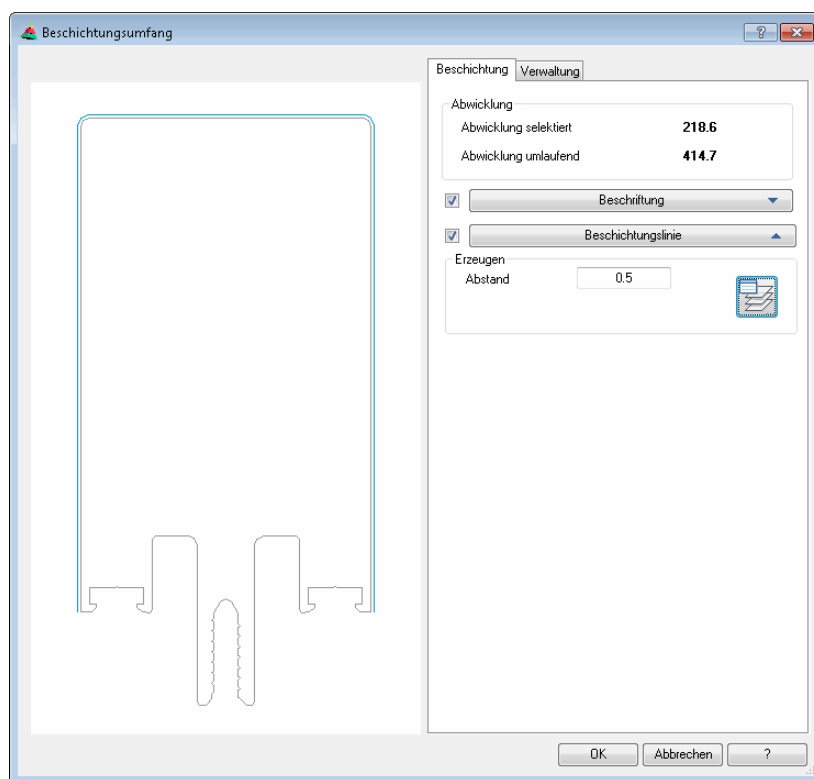 Beschichtungsumfang
?
Beschichtung Verwaltung
Abwicklung
Abwicklung selektiert 218.6
Abwicklung umlaufend 414.7
Beschriftung
Beschichtungslinie
Erzeugen
Abstand 0.5
OK Abbrechen ?